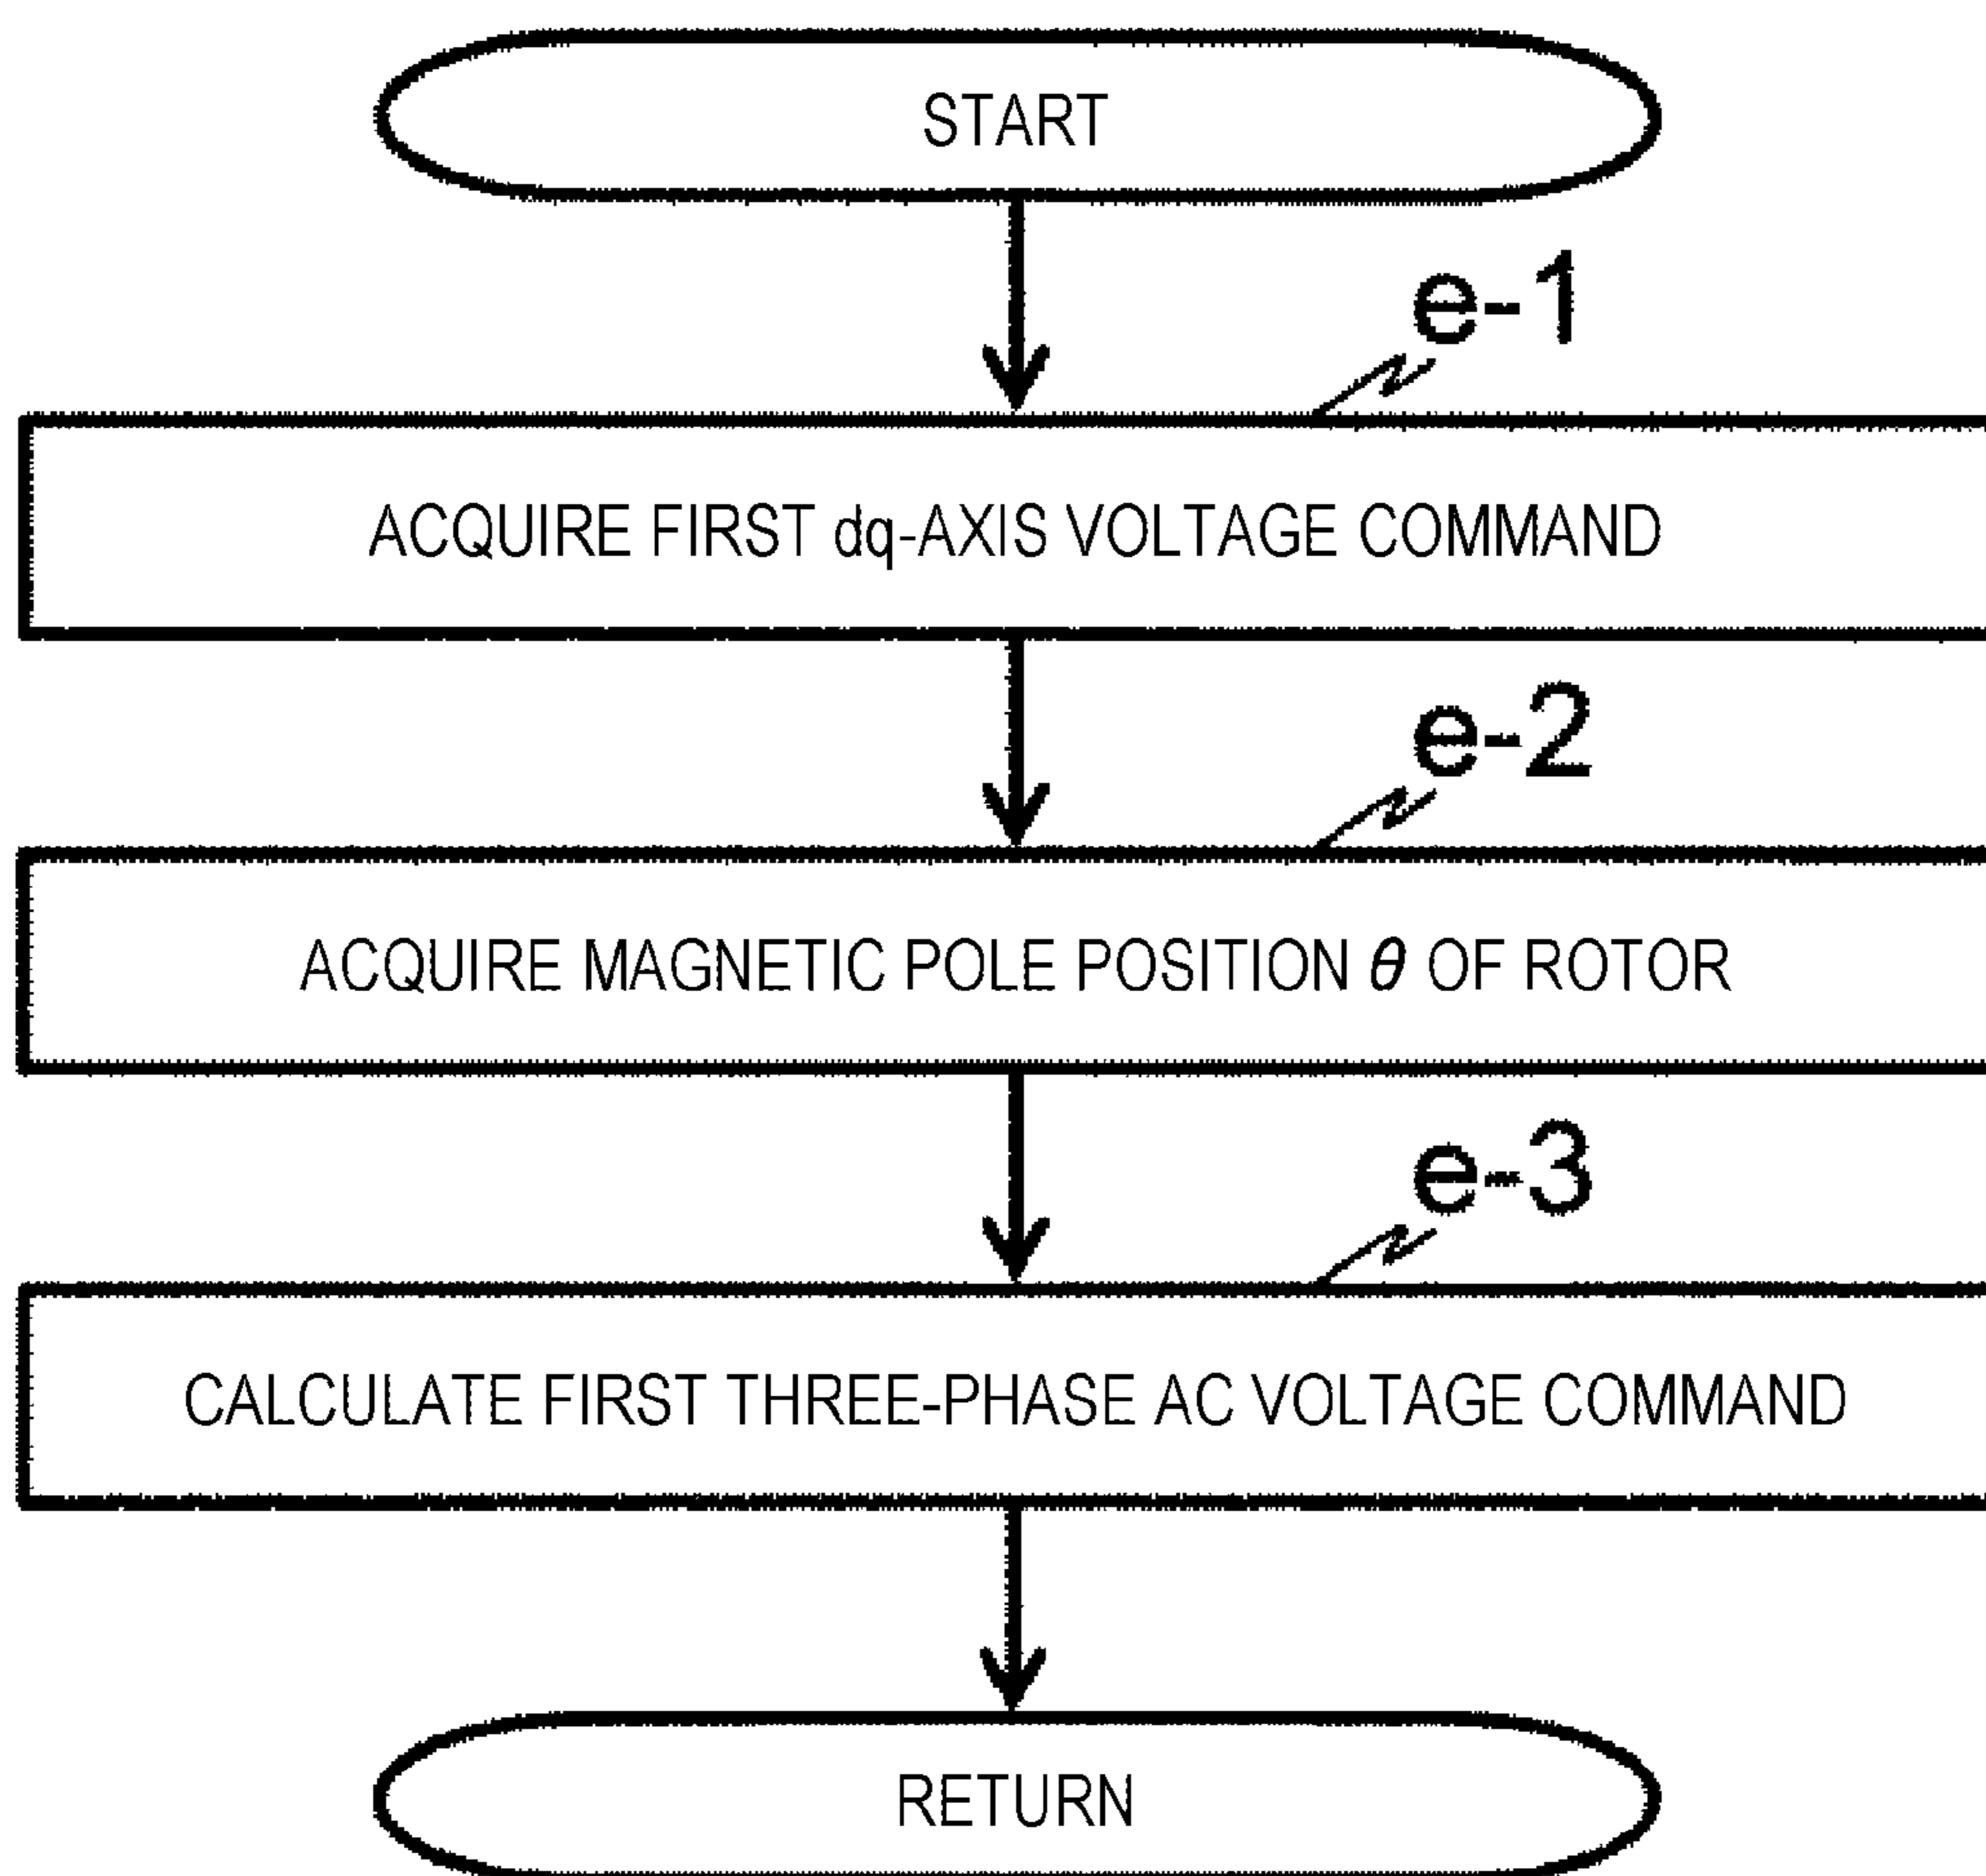 START
e-1
ACQUIRE FIRST dq-AXIS VOLTAGE COMMAND
e-2
ACQUIRE MAGNETIC POLE POSITION θ OF ROTOR
e-3
CALCULATE FIRST THREE-PHASE AC VOLTAGE COMMAND
RETURN